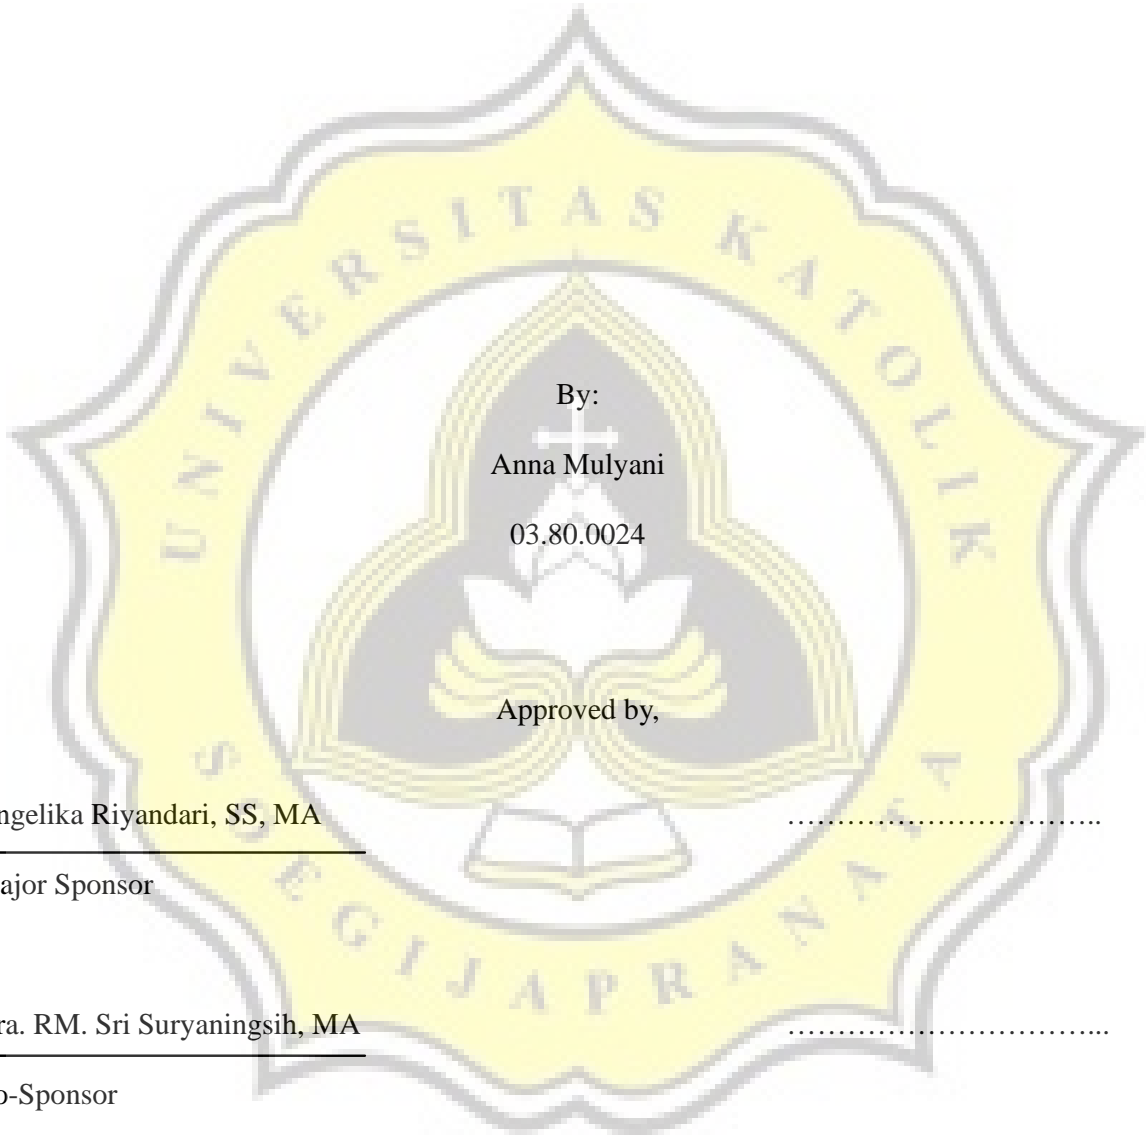 UNIVERSITAS KATOLIK
SOEGIJAPRANATA
By:
Anna Mulyani
03.80.0024
Approved by,
ngelika Riyandari, SS, MA …………………………..
ajor Sponsor
ra. RM. Sri Suryaningsih, MA …………………………...
o-Sponsor